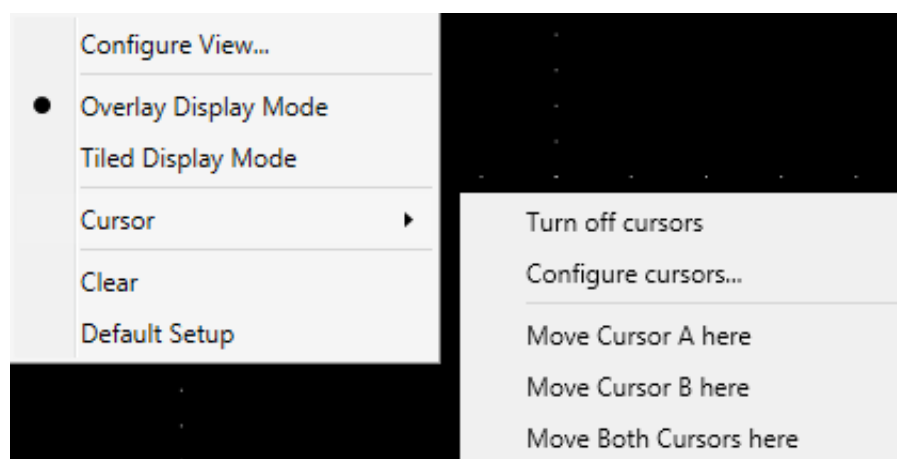 Configure View...
Overlay Display Mode
Tiled Display Mode
Cursor
Clear
Default Setup
Turn off cursors
Configure cursors...
Move Cursor A here
Move Cursor B here
Move Both Cursors here